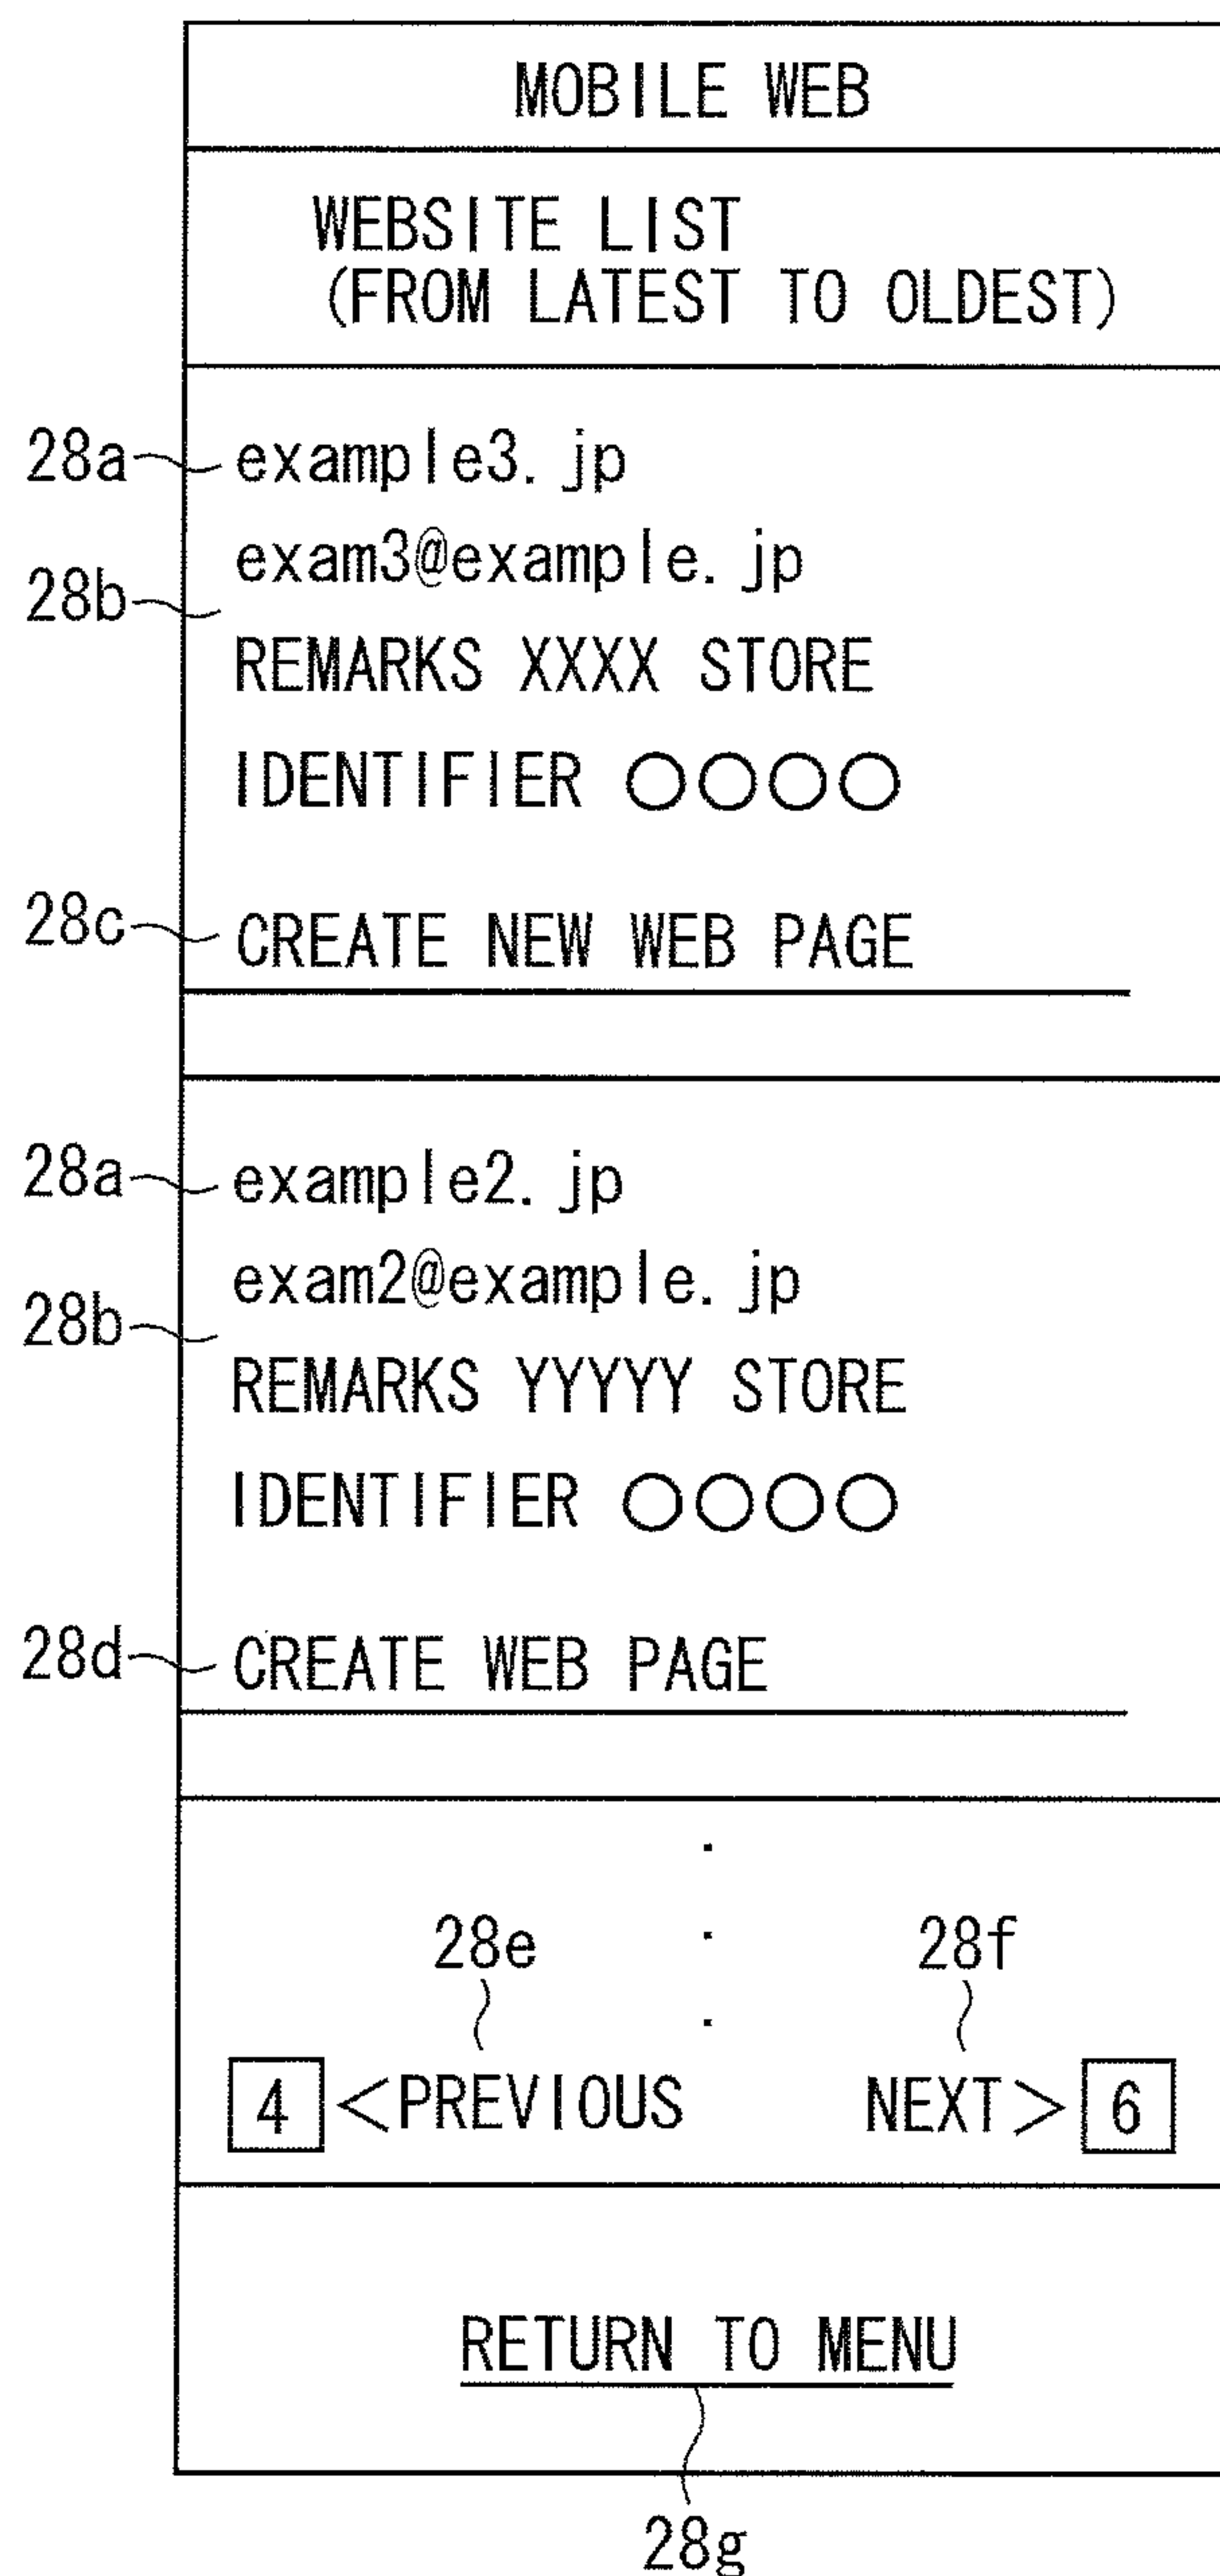 MOBILE WEB
WEBSITE LIST
(FROM LATEST TO OLDEST)
28a example3.jp
exam3@example.jp
28b
REMARKS XXXX STORE
IDENTIFIER ○○○○
28c CREATE NEW WEB PAGE
28a example2.jp
exam2@example.jp
28b
REMARKS YYYYY STORE
IDENTIFIER ○○○○
28d CREATE WEB PAGE
28e 28f
4 <PREVIOUS NEXT> 6
RETURN TO MENU
28g